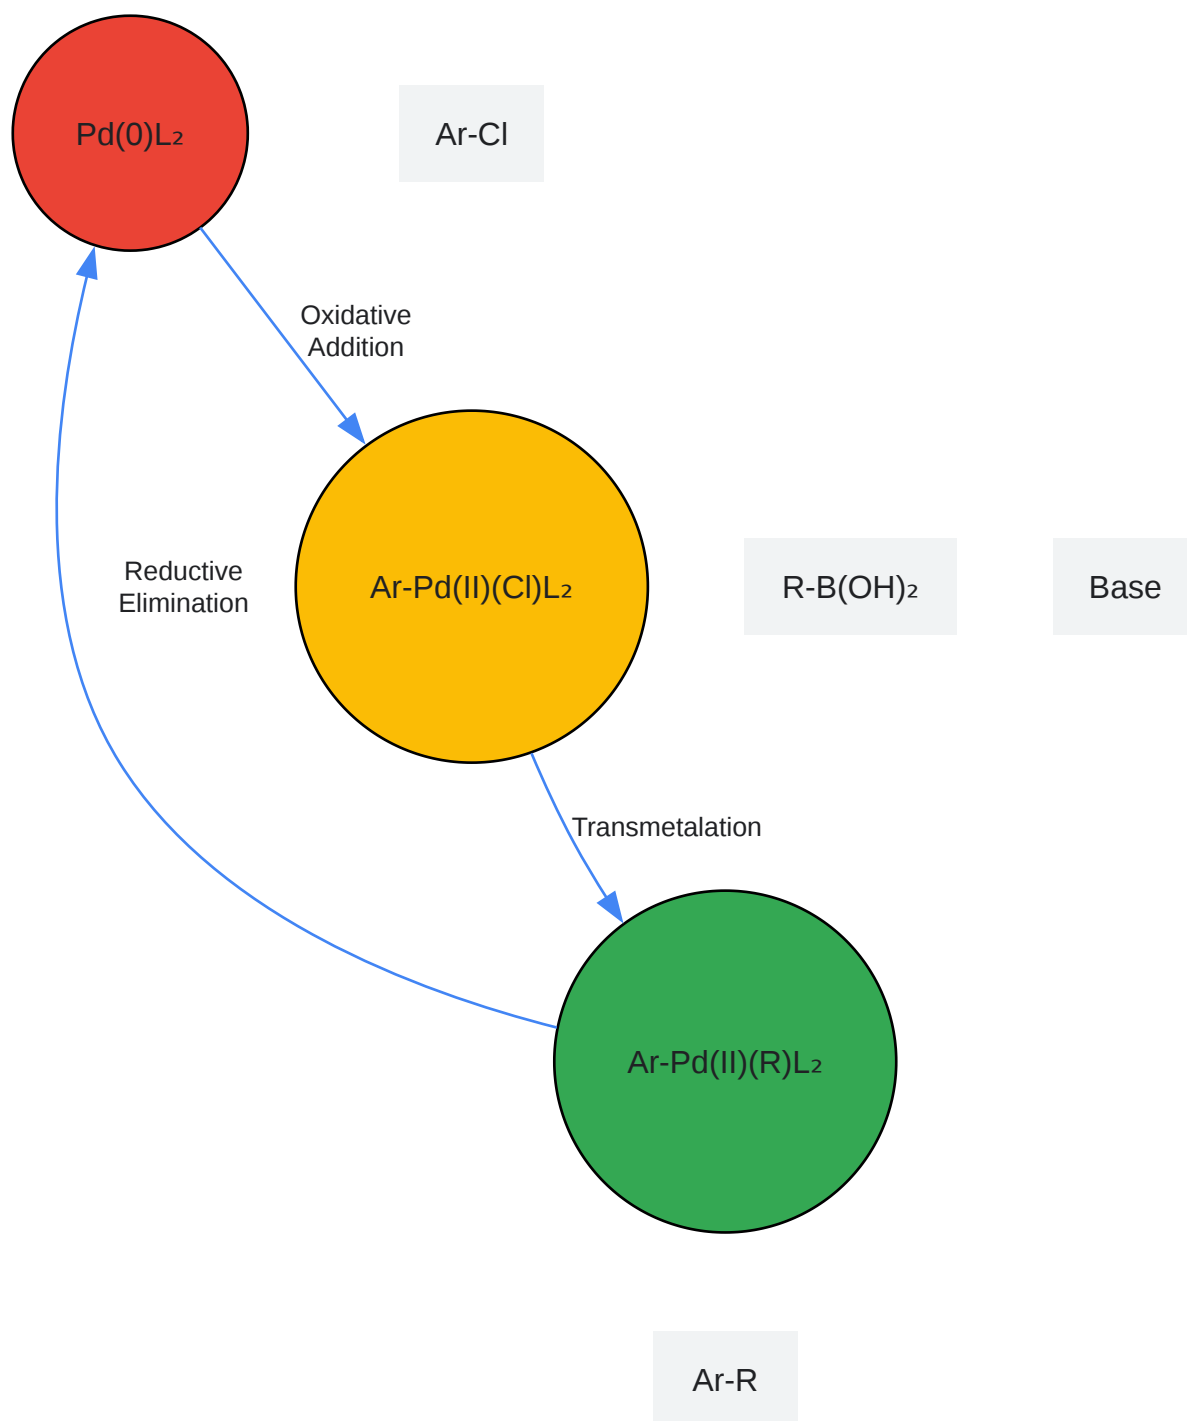 Pd(0)L₂
Ar-Cl
Oxidative
Addition
Reductive
Elimination
Ar-Pd(II)(Cl)L₂
R-B(OH)₂
Base
Transmetalation
Ar-Pd(II)(R)L₂
Ar-R